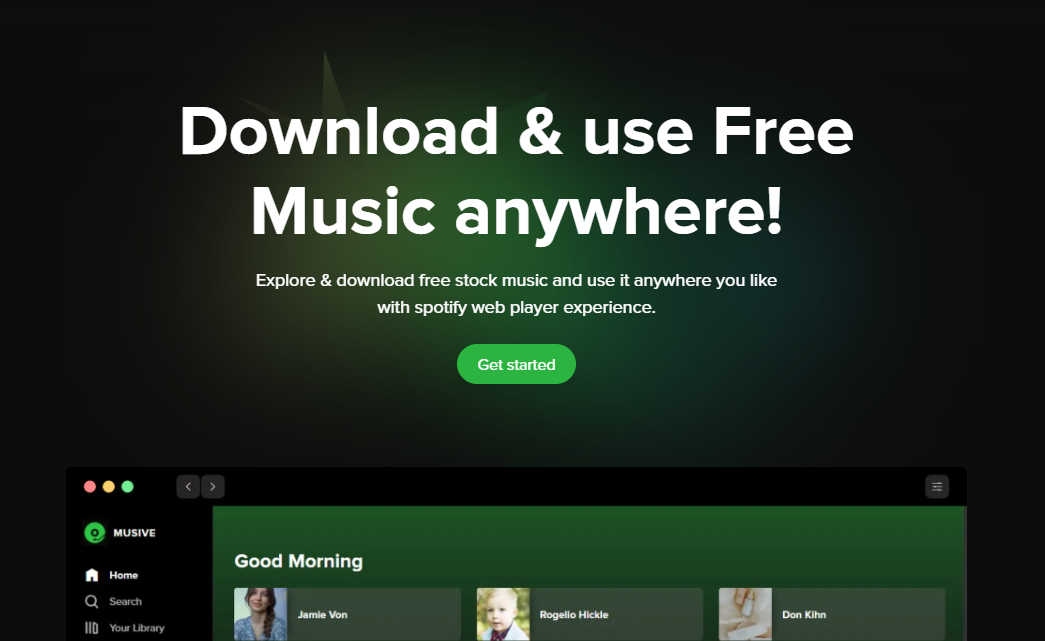 Download & use Free
Music anywhere!
Explore & download free stock music and use it anywhere you like
with spotify web player experience.
Get started
MUSIVE
Good Morning
Home
Jamie Von
Rogelio Hickle
Don Kihn
Search
Your Library